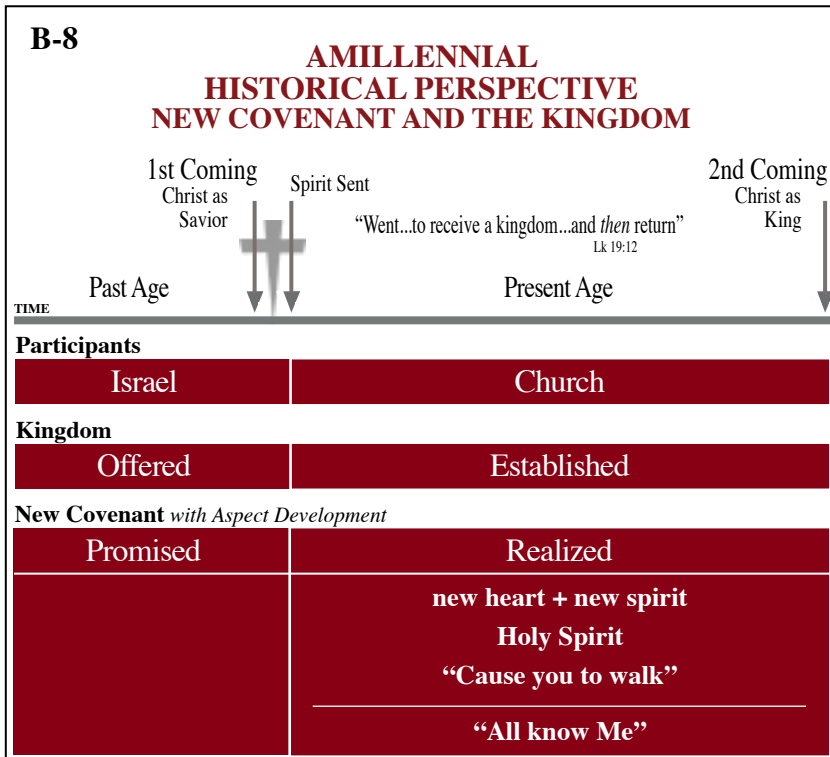 B-8
AMILLENNIAL
HISTORICAL PERSPECTIVE
NEW COVENANT AND THE KINGDOM
1st Coming
Christ as
Savior
Spirit Sent
“Went...to receive a kingdom...and then return”
Lk 19:12
2nd Coming
Christ as
King
Past Age
Present Age
TIME
Participants
Israel
Church
Kingdom
Offered
Established
New Covenant with Aspect Development
Promised
Realized
new heart + new spirit
Holy Spirit
“Cause you to walk”
“All know Me”